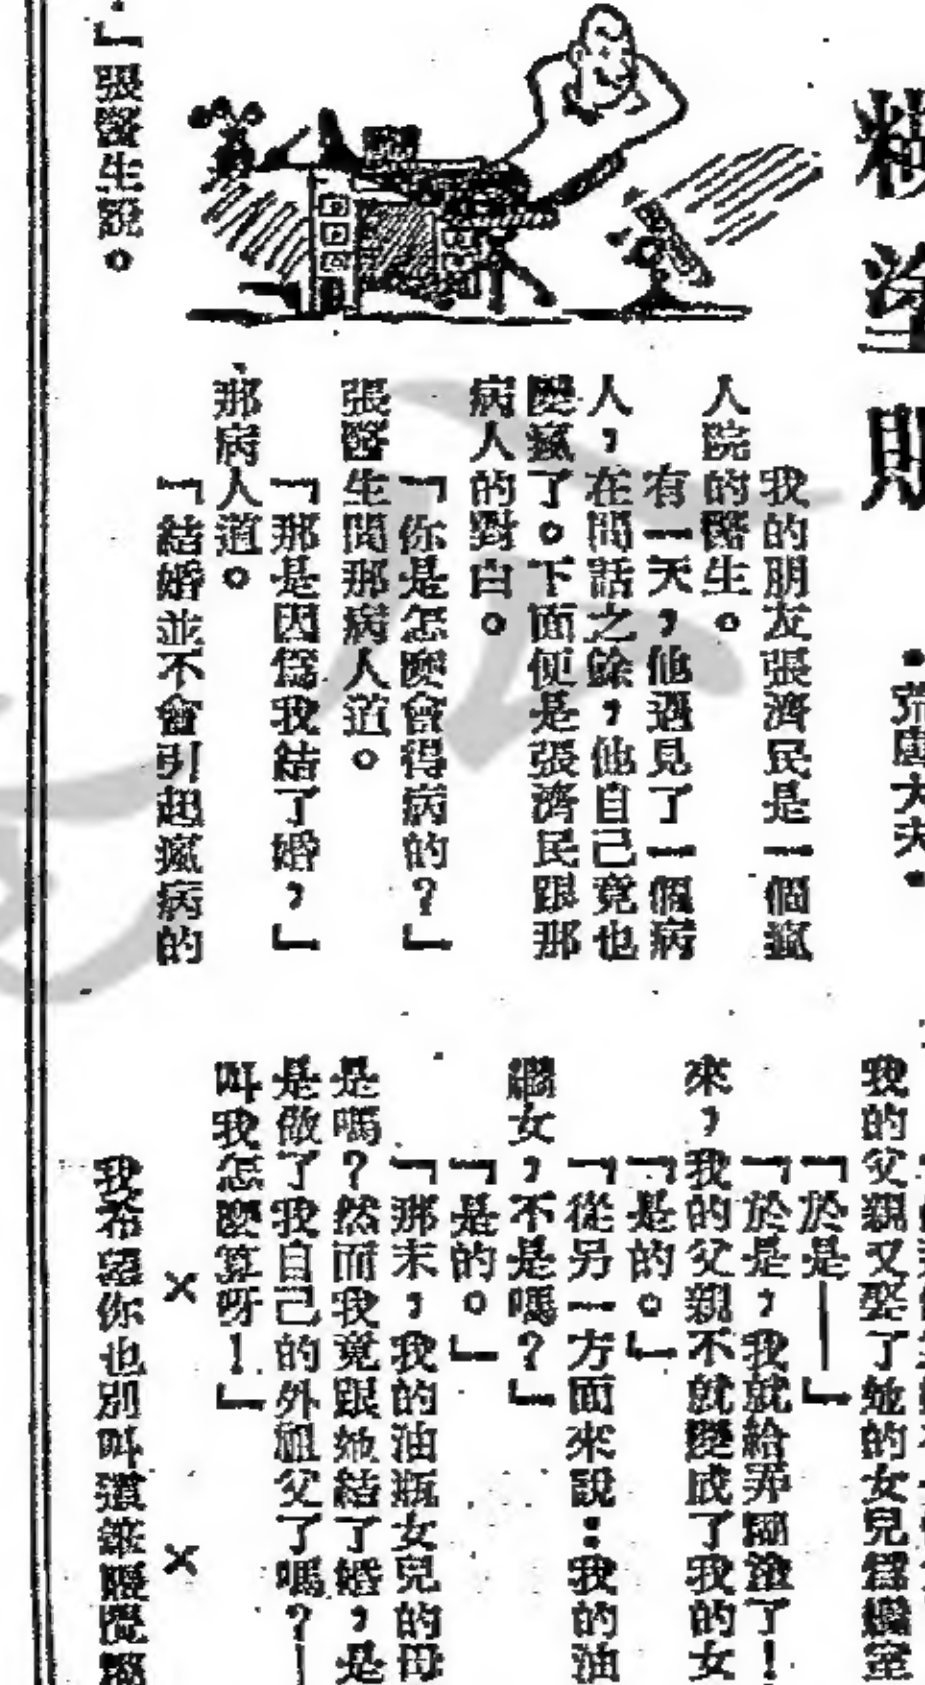 糊塗賬
·荒唐大夫·
我的朋友張濟民是一個瘋
人院的醫生。
有一天，他遇見了一個病
人，在閒話之餘，他自己竟也
變瘋了。下面便是張濟民跟那
病人的對白。
「你是怎麼會得病的？」
張醫生問那病人道。
「那是因爲我結了婚，」
那病人道。
「結婚並不會引起瘋病的
。」張醫生說。
我的父親又娶了她的女兒爲繼室
「於是——」
「於是，我就給弄糊塗了！
來，我的父親不就變成了我的女
「是的。」
「從另一方面來說：我的油
繼女，不是嗎？」
「是的。」
「那末，我的油瓶女兒的母
是嗎？然而我竟跟她結了婚，是
是做了我自己的外祖父了嗎？—
叫我怎麼算呀！」
× ×
我希望你也別叫這